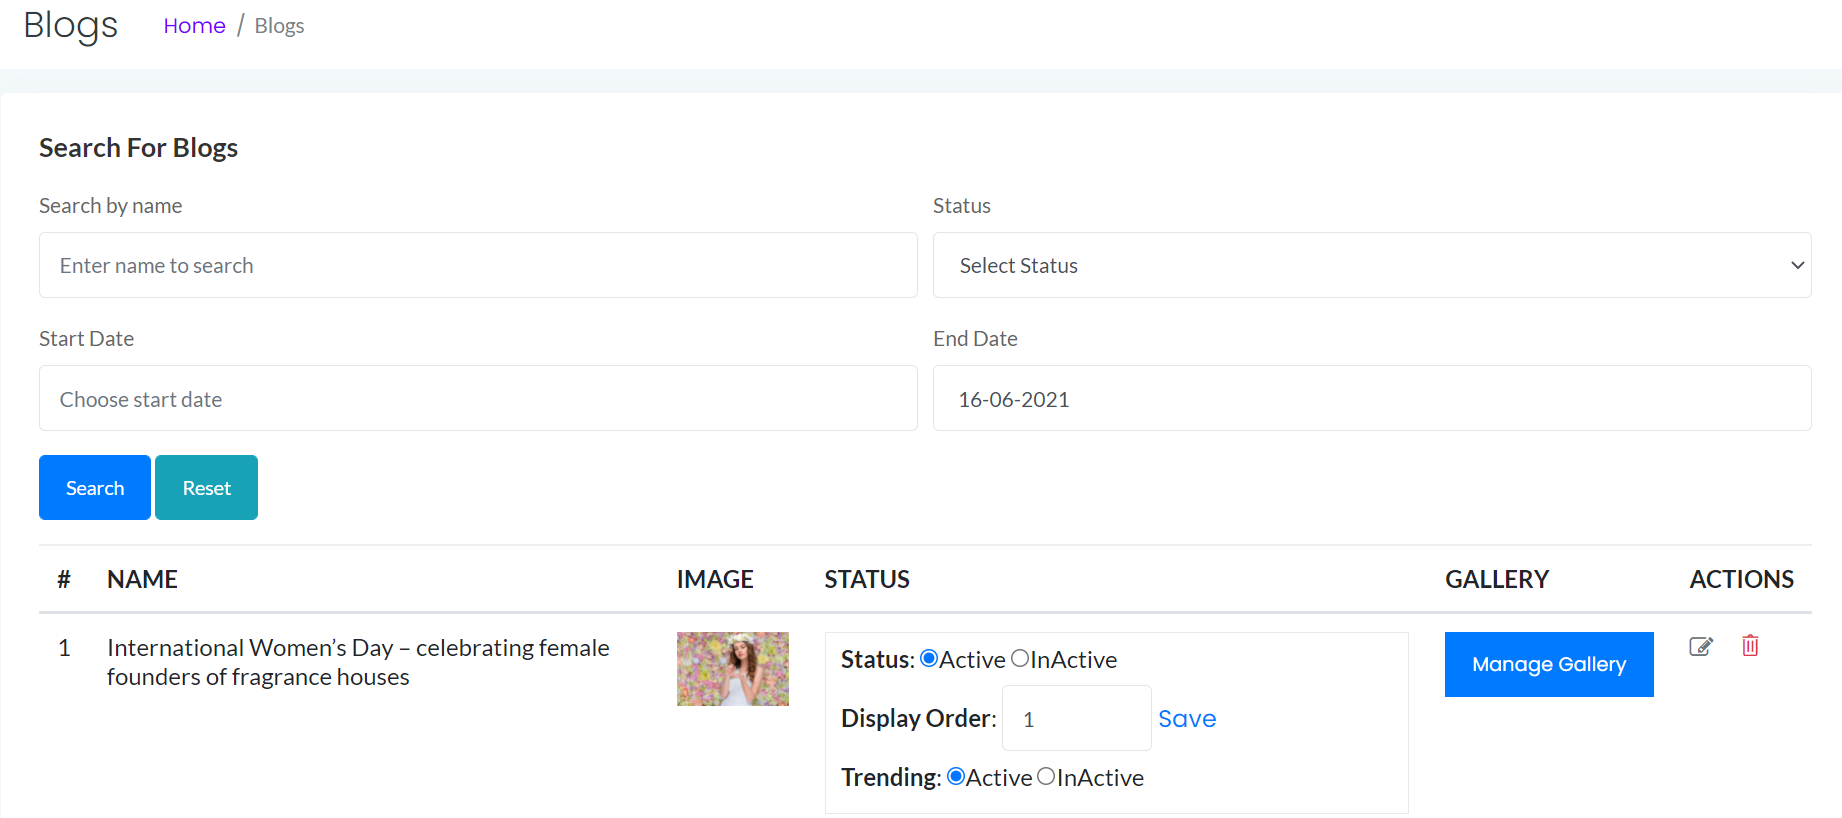 Blogs
Home / Blogs
Search For Blogs
Search by name
Status
Enter name to search
Select Status
Start Date
End Date
Choose start date
16-06-2021
Search
Reset
# NAME IMAGE STATUS GALLERY ACTIONS
1 International Women’s Day – celebrating female
founders of fragrance houses
Status: Active InActive
Display Order: 1 Save
Trending: Active InActive
Manage Gallery